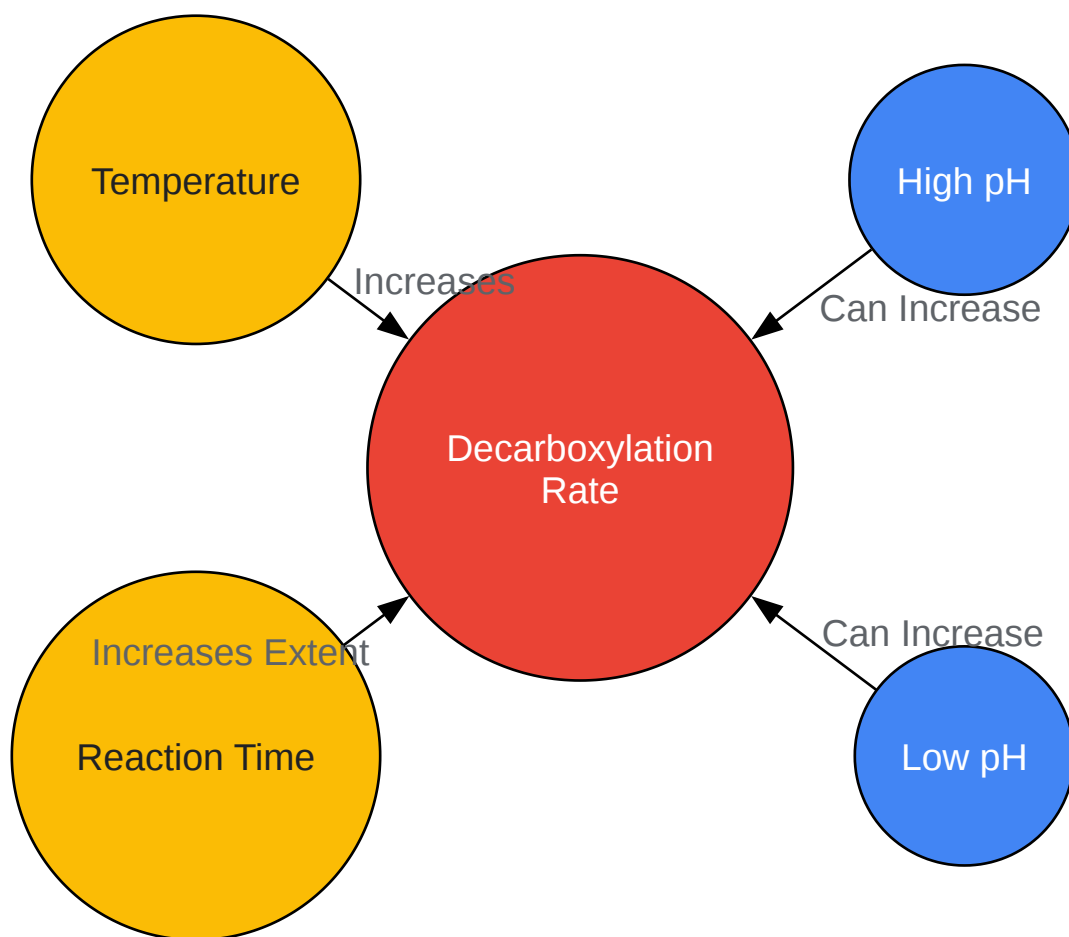 Temperature
High pH
Increases
Can Increase
Decarboxylation
Rate
Can Increase
Increases Extent
Reaction Time
Low pH